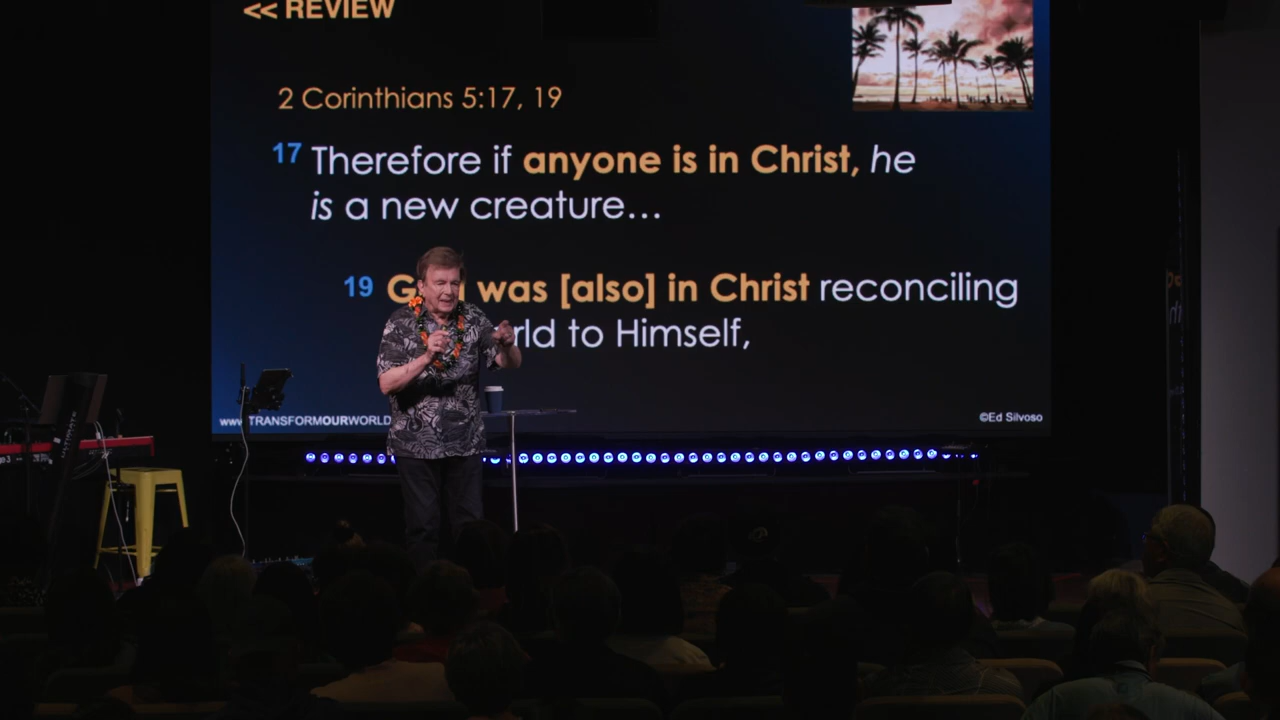 << REVIEW
2 Corinthians 5:17, 19
17 Therefore if anyone is in Christ, he
is a new creature...
19 was [also] in Christ reconciling
to Himself,
TRANSFORMOURWORLD
©Ed Silvoso